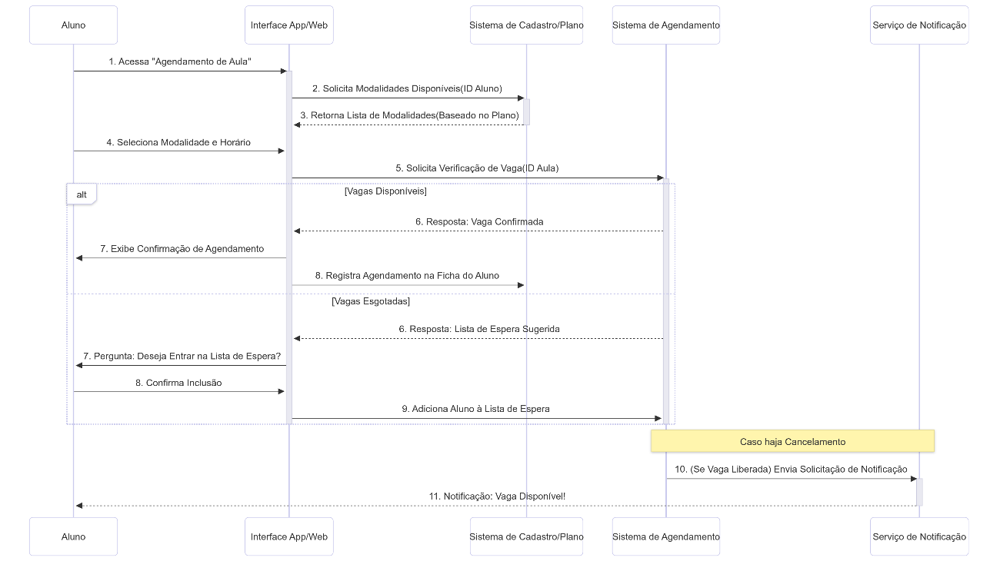 Aluno
Interface App/Web
Sistema de Cadastro/Plano
Sistema de Agendamento
Serviço de Notificação
1. Acessa "Agendamento de Aula"
2. Solicita Modalidades Disponíveis(ID Aluno)
3. Retorna Lista de Modalidades(Baseado no Plano)
4. Seleciona Modalidade e Horário
5. Solicita Verificação de Vaga(ID Aula)
alt
[Vagas Disponíveis]
6. Resposta: Vaga Confirmada
7. Exibe Confirmação de Agendamento
8. Registra Agendamento na Ficha do Aluno
[Vagas Esgotadas]
6. Resposta: Lista de Espera Sugerida
7. Pergunta: Deseja Entrar na Lista de Espera?
8. Confirma Inclusão
9. Adiciona Aluno à Lista de Espera
Caso haja Cancelamento
10. (Se Vaga Liberada) Envia Solicitação de Notificação
11. Notificação: Vaga Disponível!
Aluno
Interface App/Web
Sistema de Cadastro/Plano
Sistema de Agendamento
Serviço de Notificação